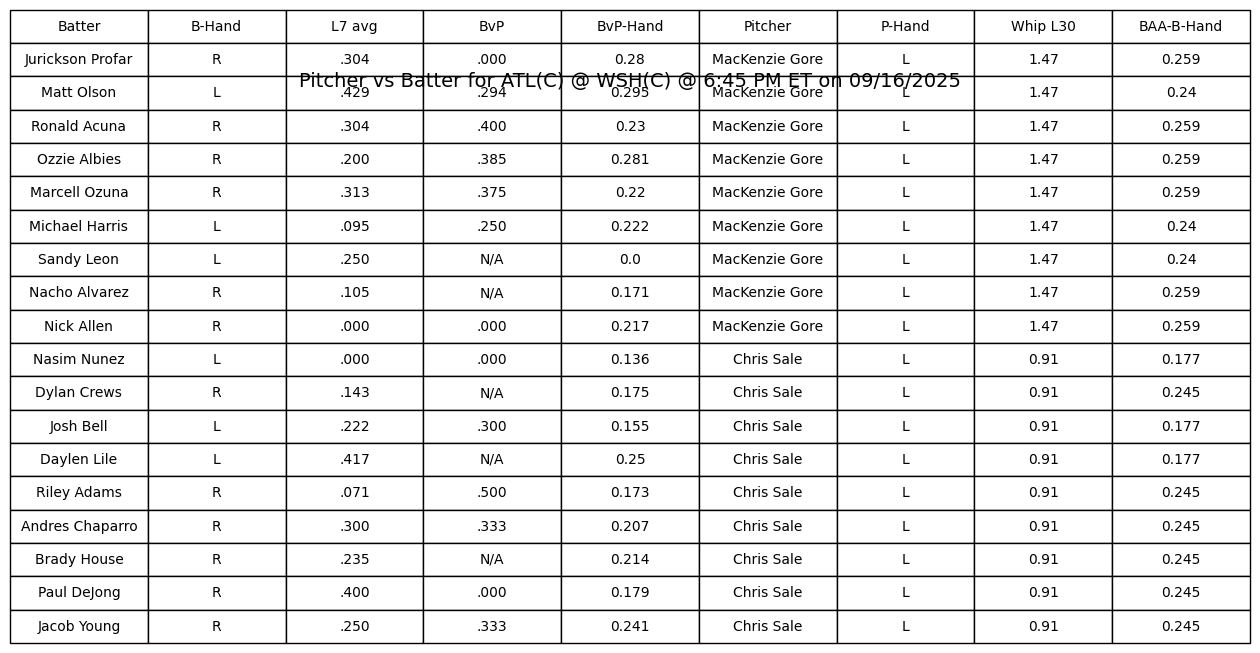 Batter B-Hand L7 avg BvP BvP-Hand Pitcher P-Hand Whip L30 BAA-B-Hand
Jurickson Profar R .304 .000 0.28 MacKenzie Gore L 1.47 0.259
Pitcher vs Batter for ATL(C) @ WSH(C) @ 6:45 PM ET on 09/16/2025
Matt Olson L .429 .294 0.295 MacKenzie Gore L 1.47 0.24
Ronald Acuna R .304 .400 0.23 MacKenzie Gore L 1.47 0.259
Ozzie Albies R .200 .385 0.281 MacKenzie Gore L 1.47 0.259
Marcell Ozuna R .313 .375 0.22 MacKenzie Gore L 1.47 0.259
Michael Harris L .095 .250 0.222 MacKenzie Gore L 1.47 0.24
Sandy Leon L .250 N/A 0.0 MacKenzie Gore L 1.47 0.24
Nacho Alvarez R .105 N/A 0.171 MacKenzie Gore L 1.47 0.259
Nick Allen R .000 .000 0.217 MacKenzie Gore L 1.47 0.259
Nasim Nunez L .000 .000 0.136 Chris Sale L 0.91 0.177
Dylan Crews R .143 N/A 0.175 Chris Sale L 0.91 0.245
Josh Bell L .222 .300 0.155 Chris Sale L 0.91 0.177
Daylen Lile L .417 N/A 0.25 Chris Sale L 0.91 0.177
Riley Adams R .071 .500 0.173 Chris Sale L 0.91 0.245
Andres Chaparro R .300 .333 0.207 Chris Sale L 0.91 0.245
Brady House R .235 N/A 0.214 Chris Sale L 0.91 0.245
Paul DeJong R .400 .000 0.179 Chris Sale L 0.91 0.245
Jacob Young R .250 .333 0.241 Chris Sale L 0.91 0.245